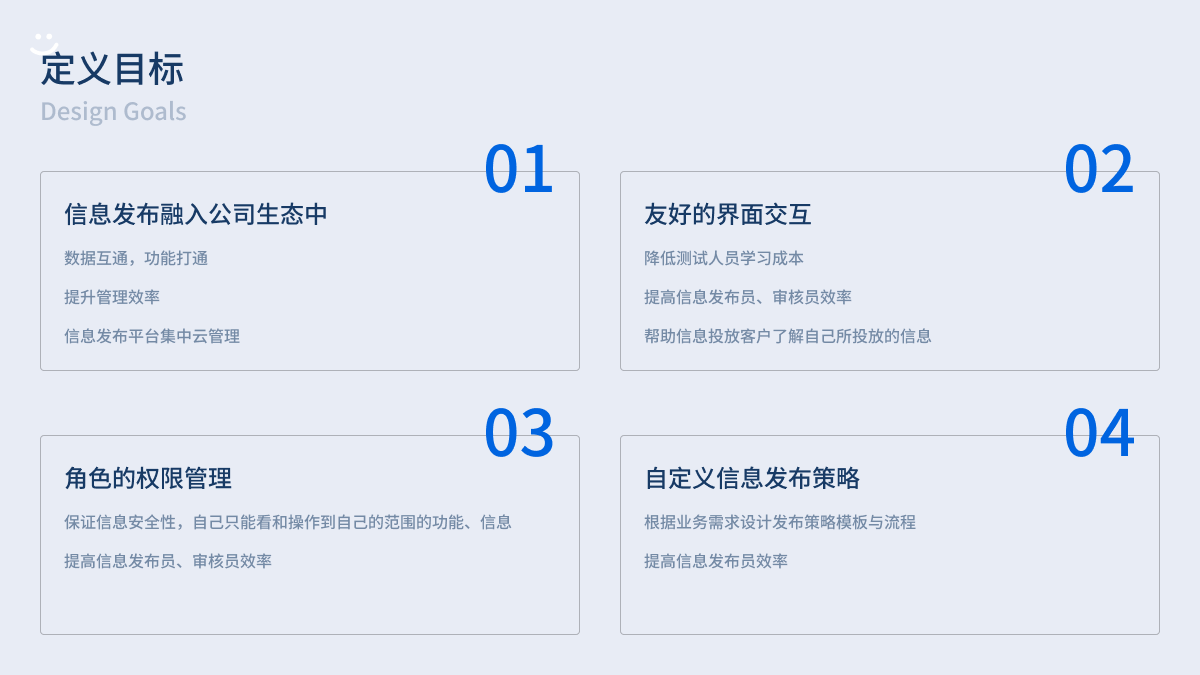 定义目标
Design Goals
01
信息发布融入公司生态中
数据互通，功能打通
提升管理效率
信息发布平台集中云管理
02
友好的界面交互
降低测试人员学习成本
提高信息发布员、审核员效率
帮助信息投放客户了解自己所投放的信息
03
角色的权限管理
保证信息安全性，自己只能看和操作到自己的范围的功能、信息
提高信息发布员、审核员效率
04
自定义信息发布策略
根据业务需求设计发布策略模板与流程
提高信息发布员效率